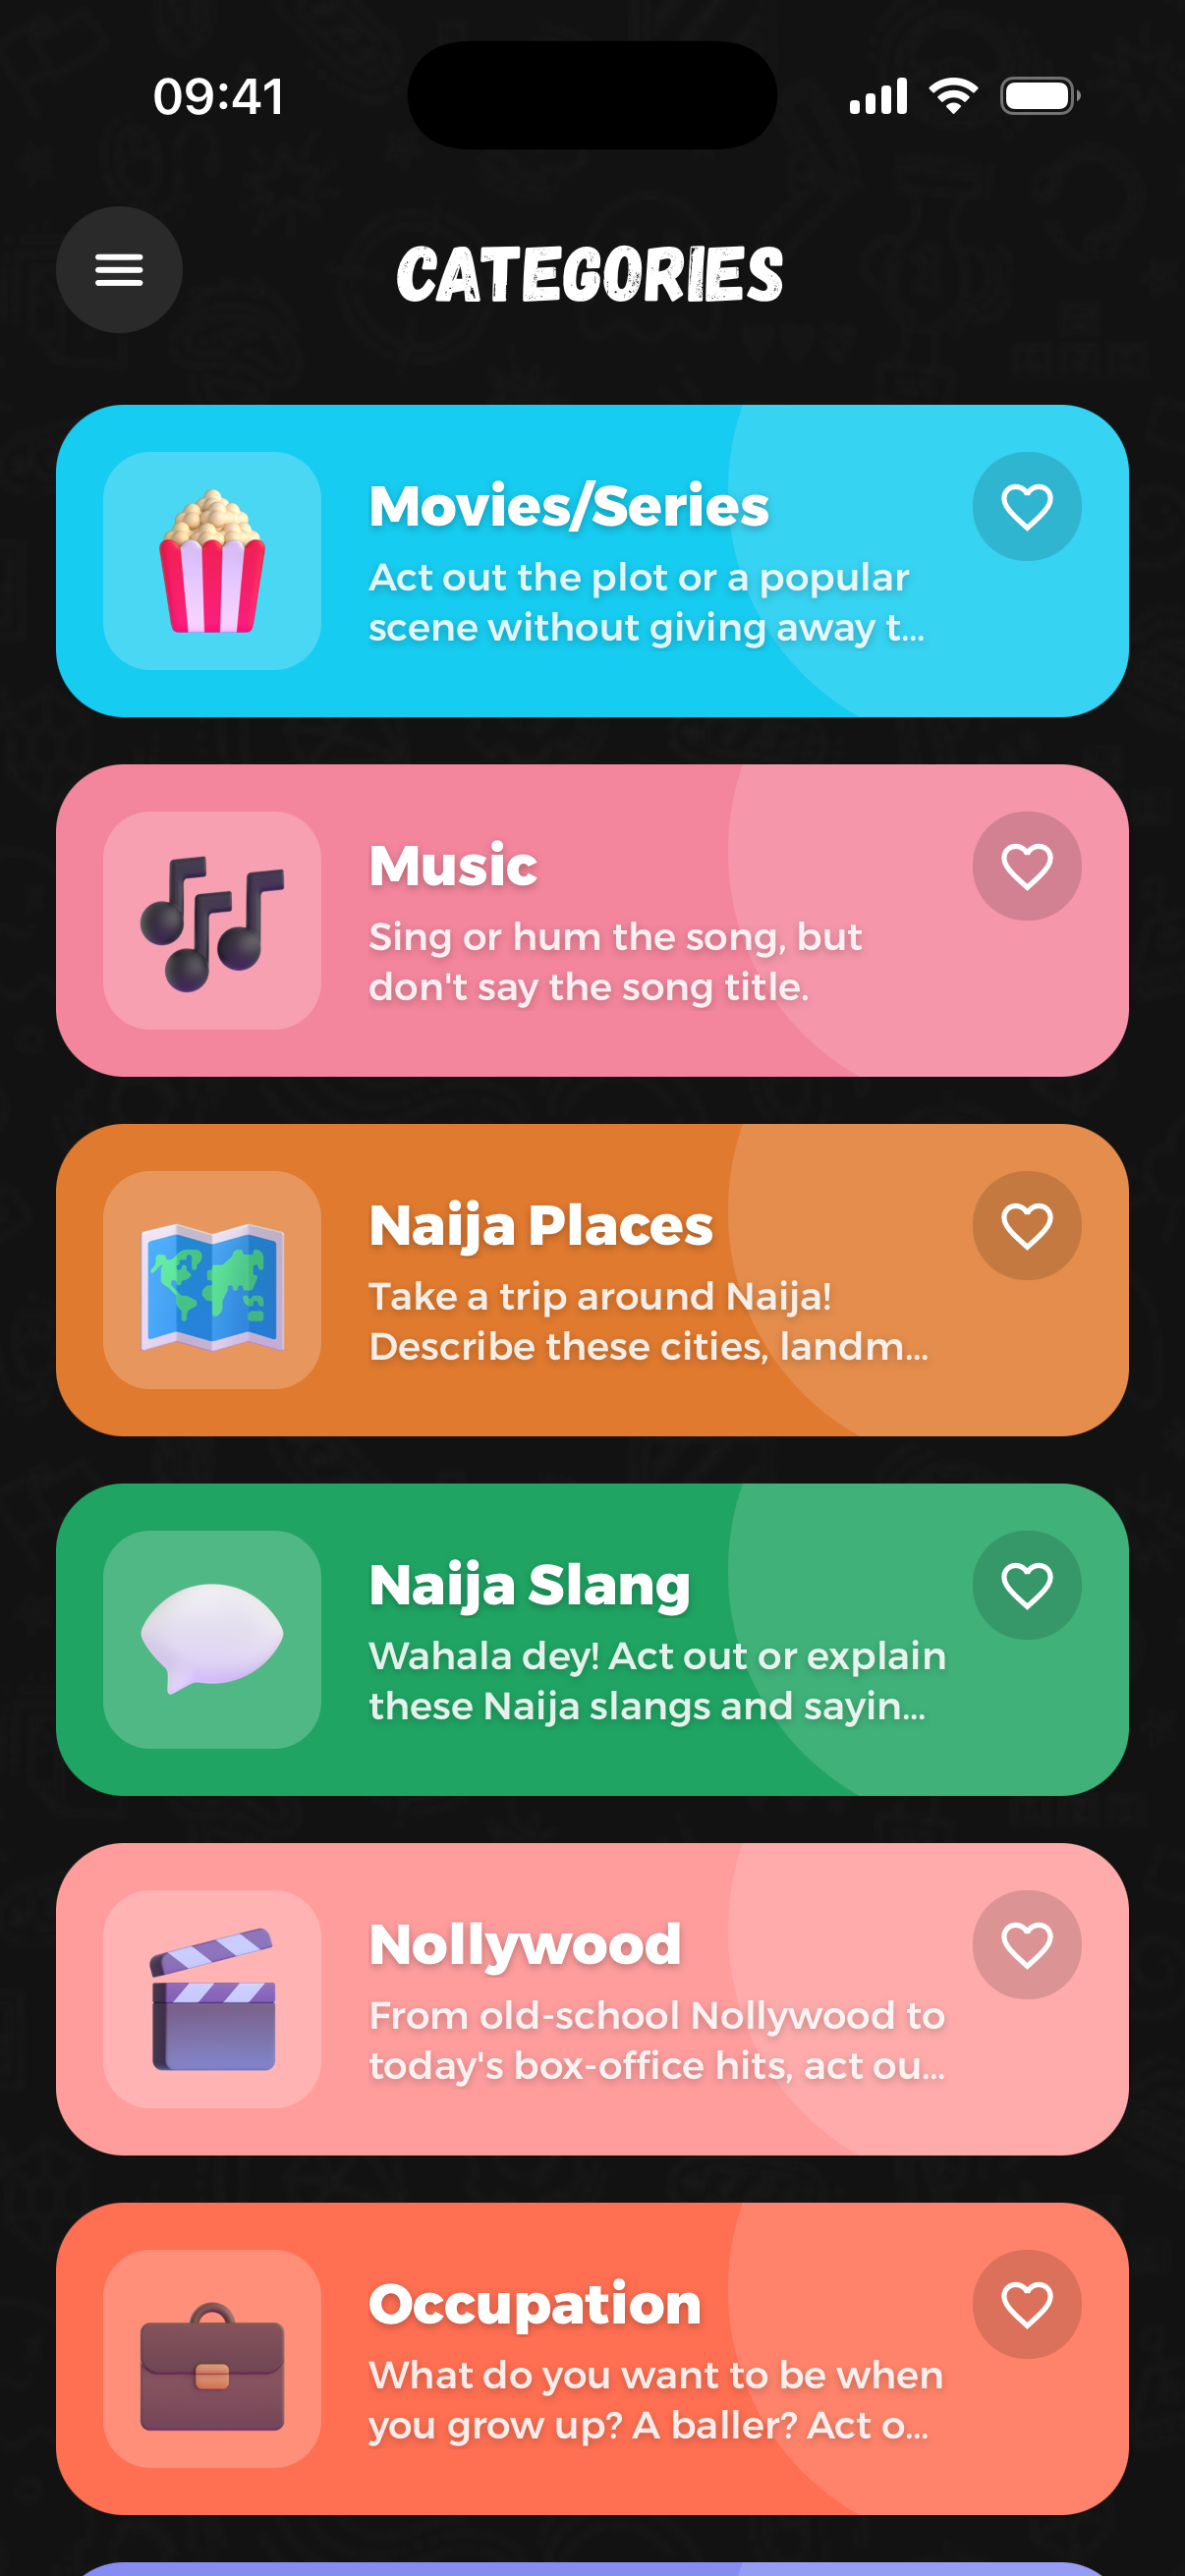 09:41
CATEGORIES
Movies/Series
Act out the plot or a popular
scene without giving away t...
Music
Sing or hum the song, but
don't say the song title.
Naija Places
Take a trip around Naija!
Describe these cities, landm...
Naija Slang
Wahala dey! Act out or explain
these Naija slangs and sayin...
Nollywood
From old-school Nollywood to
today's box-office hits, act ou...
Occupation
What do you want to be when
you grow up? A baller? Act o...